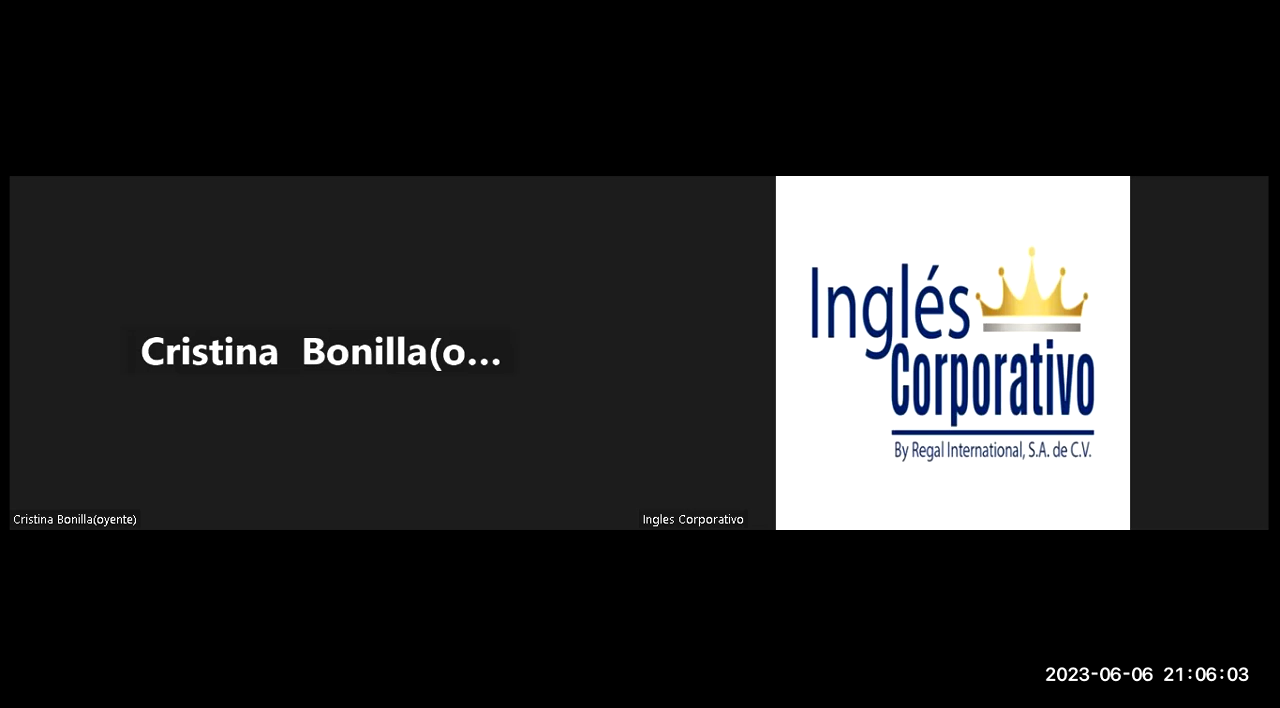 Cristina Bonilla(o...
Cristina Bonilla(oyente)
Inglés
Corporativo
By Regal International, S.A. de C.V.
Ingles Corporativo
2023-06-06 21:06:03